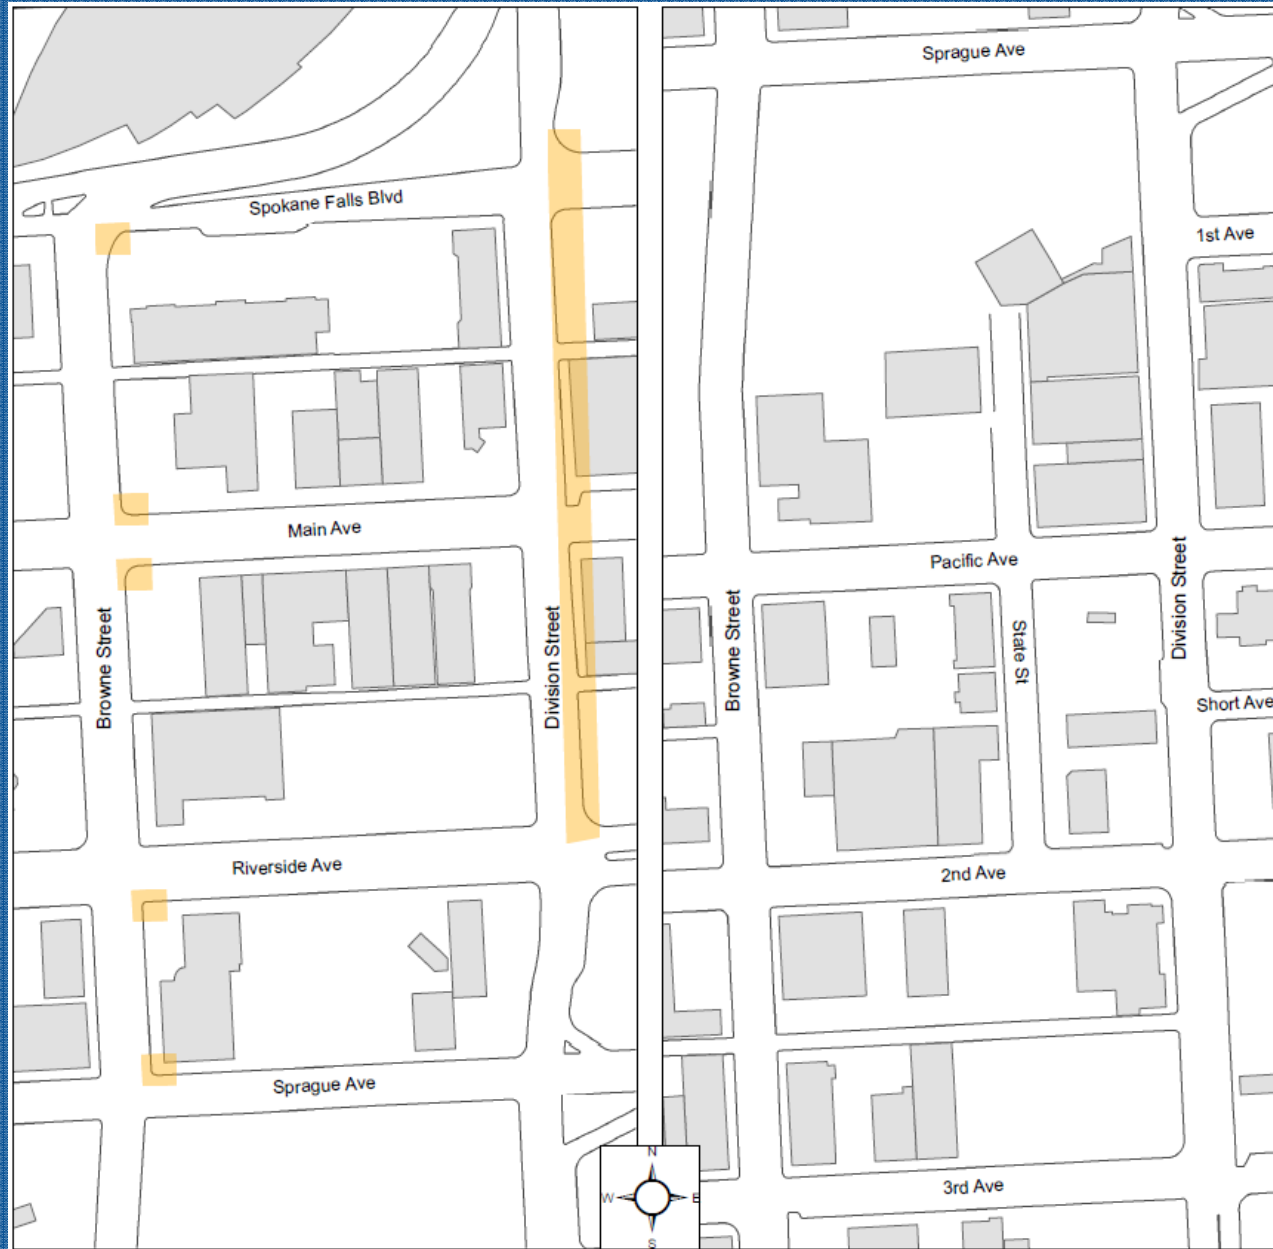 Spokane Falls Blvd
Main Ave
Browne Street
Division Street
Riverside Ave
Sprague Ave
Sprague Ave
1st Ave
Pacific Ave
Browne Street
State St
Division Street
Short Ave
2nd Ave
3rd Ave
N
W
E
S